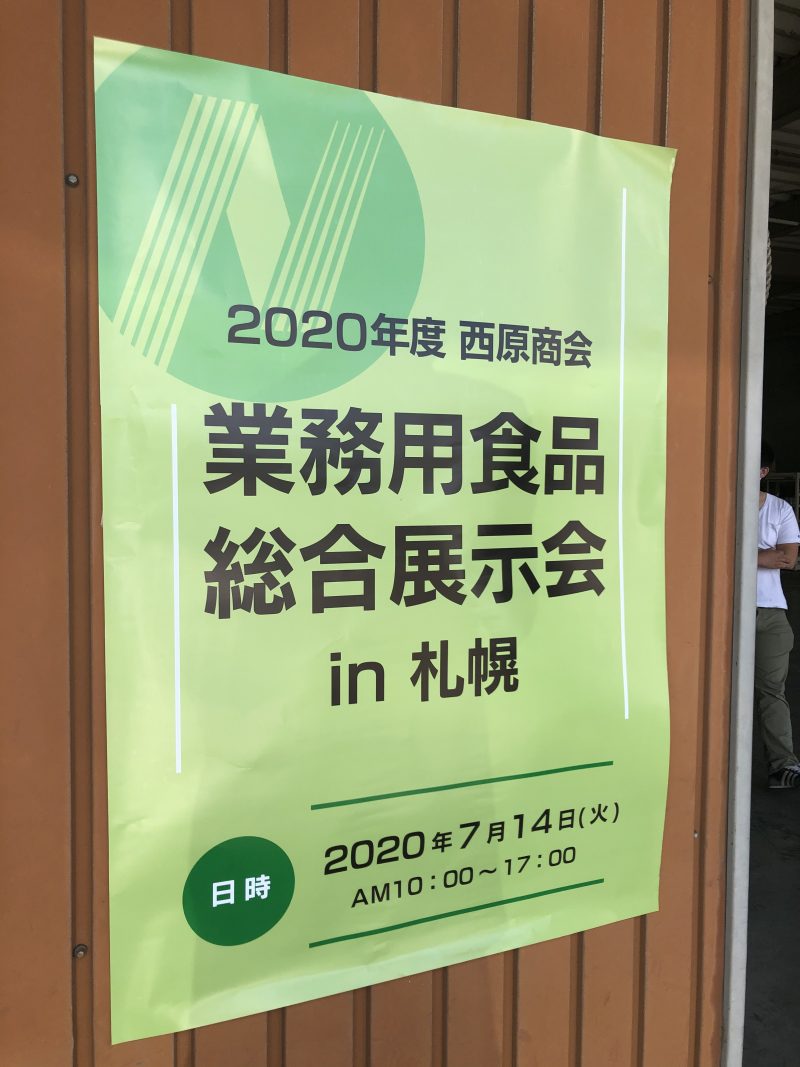 2020年度 西原商会
業務用食品
総合展示会
in 札幌
日時
2020年7月14日(火)
AM10：00～17：00